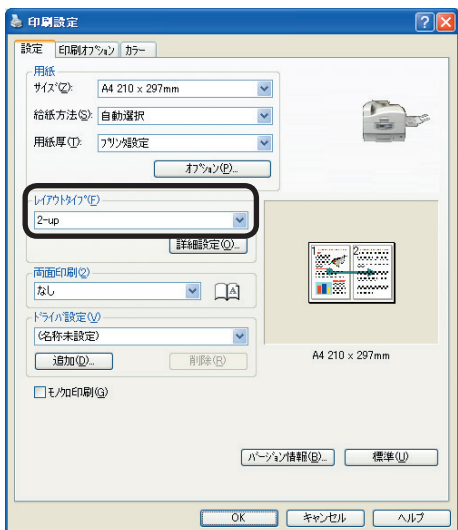 印刷設定
設定 印刷オプション カラー
用紙
サイズ(Z): A4 210 x 297mm
給紙方法(S): 自動選択
用紙厚(T): プリンタ設定
オプション(P)...
レイアウトタイプ(F)
2-up
詳細設定(O)...
両面印刷(2)
なし
ドライバ設定(V)
(名称未設定)
追加(D)...
削除(R)
モノクロ印刷(G)
1 2
A4 210 x 297mm
バージョン情報(B)...
標準(U)
OK
キャンセル
ヘルプ